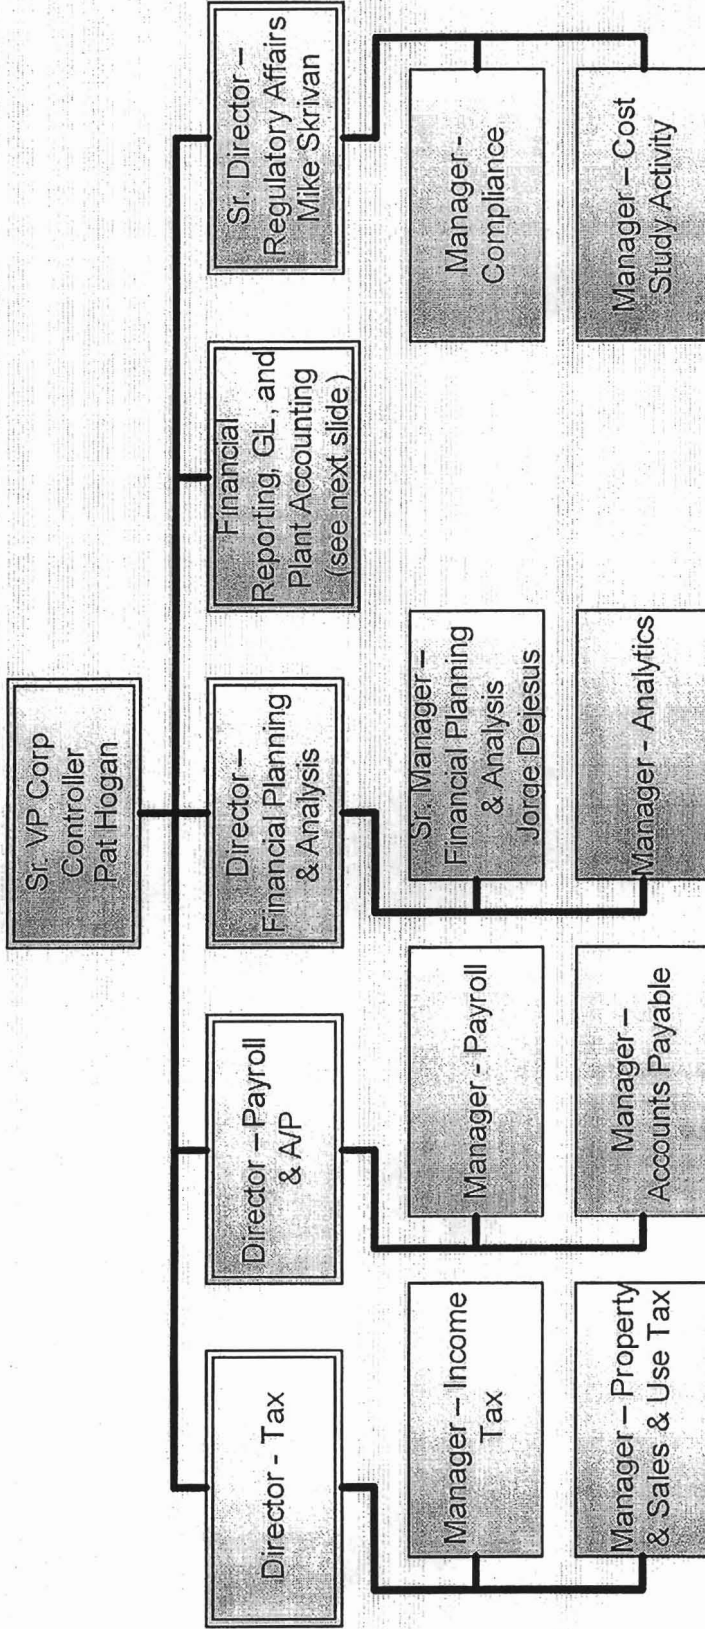 Sr. VP Corp
Controller
Pat Hogan
Director - Tax
Director – Payroll
& A/P
Director –
Financial Planning
& Analysis
Financial
Reporting, GL, and
Plant Accounting
(see next slide)
Sr. Director –
Regulatory Affairs
Mike Skrivan
Manager – Income
Tax
Manager - Payroll
Sr. Manager –
Financial Planning
& Analysis
Jorge Dejesus
Manager -
Compliance
Manager – Property
& Sales & Use Tax
Manager –
Accounts Payable
Manager - Analytics
Manager – Cost
Study Activity